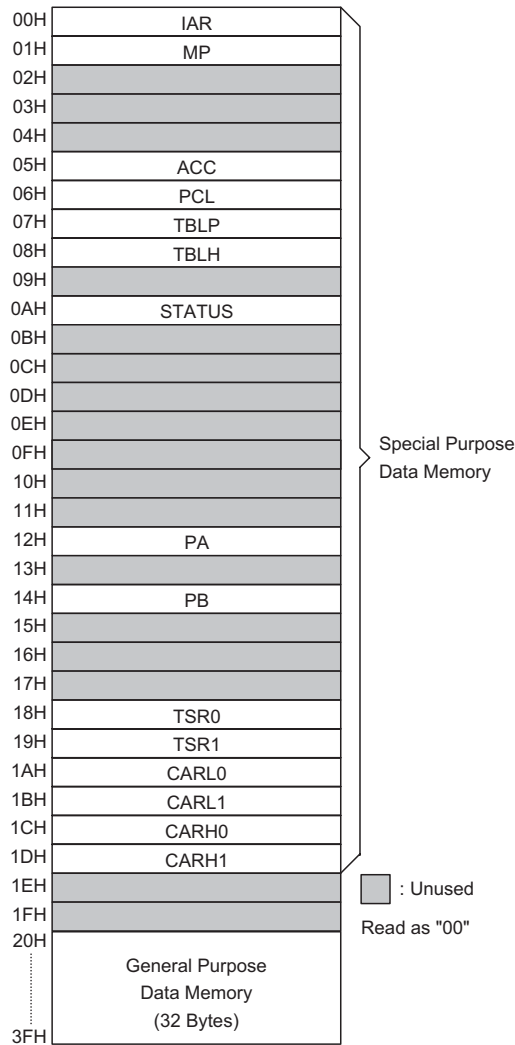 00H IAR
01H MP
02H
03H
04H
05H ACC
06H PCL
07H TBLP
08H TBLH
09H
0AH STATUS
0BH
0CH
0DH
0EH
0FH
10H
11H
12H PA
13H
14H PB
15H
16H
17H
18H TSR0
19H TSR1
1AH CARL0
1BH CARL1
1CH CARH0
1DH CARH1
1EH
1FH
20H
General Purpose
Data Memory
(32 Bytes)
3FH
Special Purpose
Data Memory
: Unused
Read as "00"